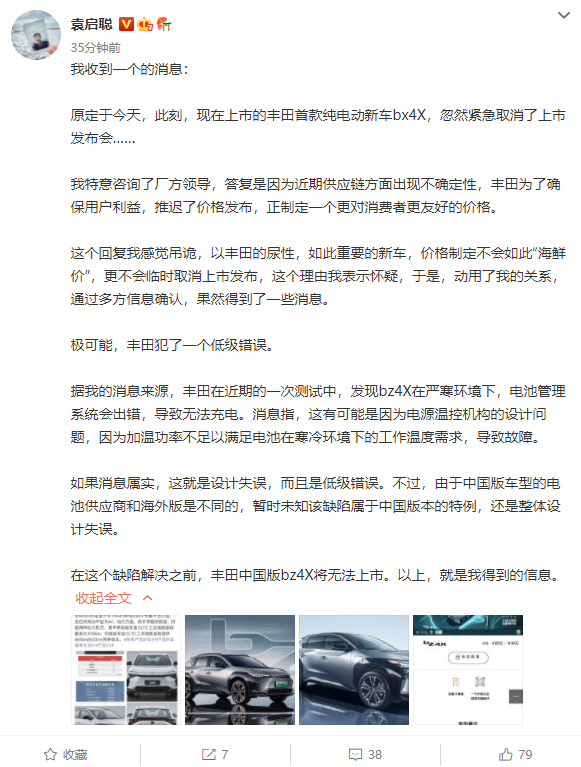 袁启聪
35分钟前
我收到一个的消息：
原定于今天，此刻，现在上市的丰田首款纯电动新车bx4X，忽然紧急取消了上市
发布会……
我特意咨询了厂方领导，答复是因为近期供应链方面出现不确定性，丰田为了确
保用户利益，推迟了价格发布，正制定一个更对消费者更友好的价格。
这个回复我感觉吊诡，以丰田的尿性，如此重要的新车，价格制定不会如此“海鲜
价”，更不会临时取消上市发布，这个理由我表示怀疑，于是，动用了我的关系，
通过多方信息确认，果然得到了一些消息。
极可能，丰田犯了一个低级错误。
据我的消息来源，丰田在近期的一次测试中，发现bz4X在严寒环境下，电池管理
系统会出错，导致无法充电。消息指，这有可能是因为电源温控机构的设计问
题，因为加温功率不足以满足电池在寒冷环境下的工作温度需求，导致故障。
如果消息属实，这就是设计失误，而且是低级错误。不过，由于中国版车型的电
池供应商和海外版是不同的，暂时未知该缺陷属于中国版本的特例，还是整体设
计失误。
在这个缺陷解决之前，丰田中国版bz4X将无法上市。以上，就是我得到的信息。
收起全文
bZ4X
收藏
7
38
79